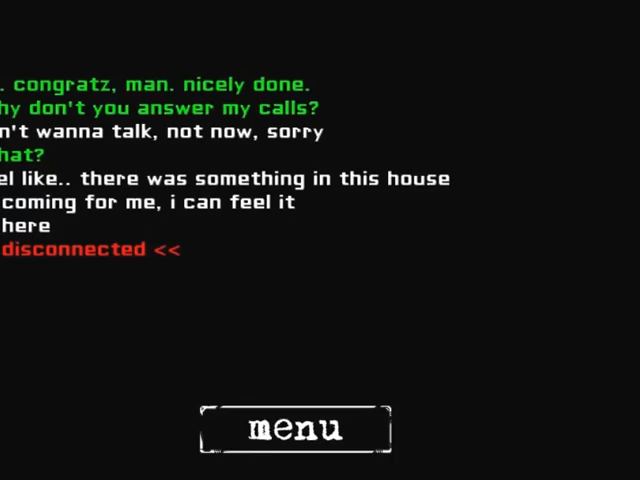 . congratz, man. nicely done.
hy don't you answer my calls?
n't wanna talk, not now, sorry
hat?
el like.. there was something in this house
coming for me, i can feel it
here
disconnected <<
menu